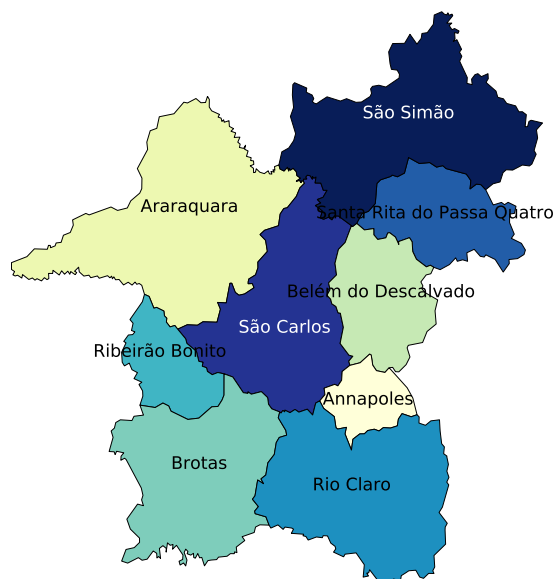 São Simão
Araraquara
Santa Rita do Passa Quatro
Belém do Descalvado
São Carlos
Ribeirão Bonito
Annapoles
Brotas
Rio Claro